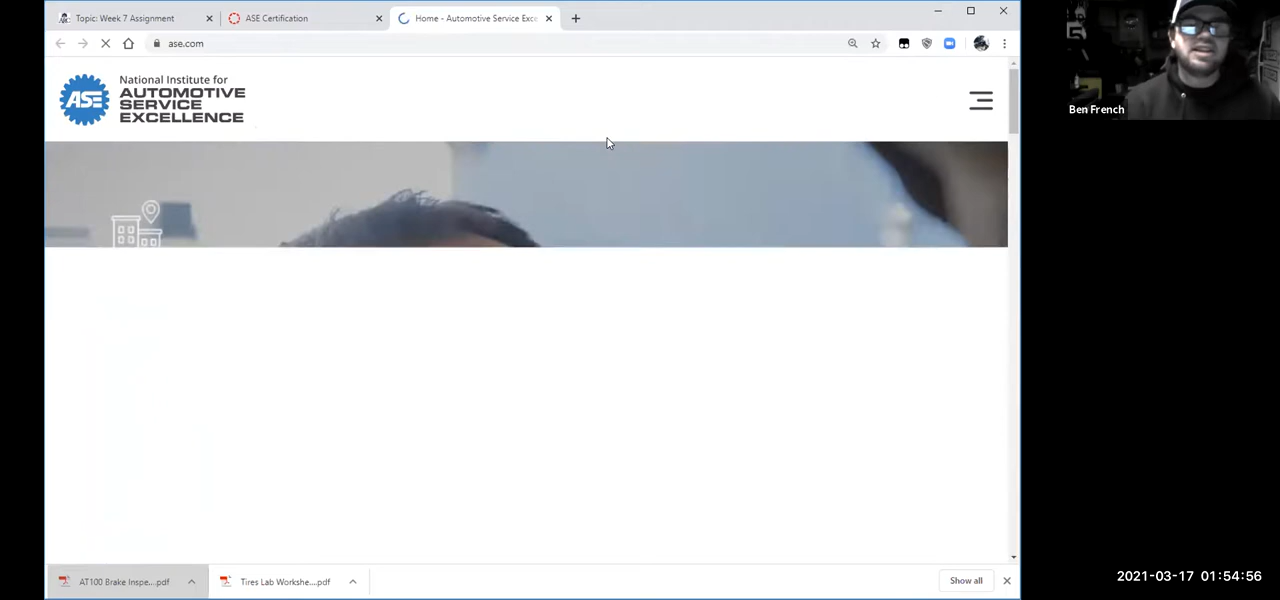 Topic: Week 7 Assignment
ASE Certification
Home - Automotive Service Exce
ase.com
ASE
National Institute for
AUTOMOTIVE
SERVICE
EXCELLENCE
Ben French
AT100 Brake Inspe....pdf
Tires Lab Workshe....pdf
Show all
2021-03-17 01:54:56